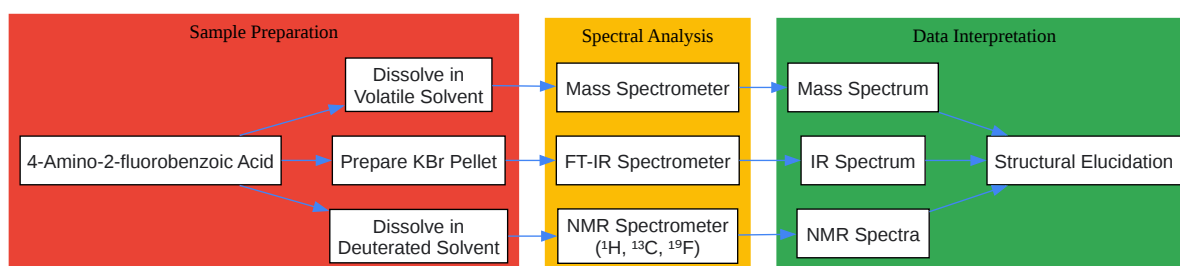 Sample Preparation
Spectral Analysis
Data Interpretation
Dissolve in
Volatile Solvent
Mass Spectrometer
Mass Spectrum
4-Amino-2-fluorobenzoic Acid
Prepare KBr Pellet
FT-IR Spectrometer
IR Spectrum
Structural Elucidation
Dissolve in
Deuterated Solvent
NMR Spectrometer
(¹H, ¹³C, ¹⁹F)
NMR Spectra